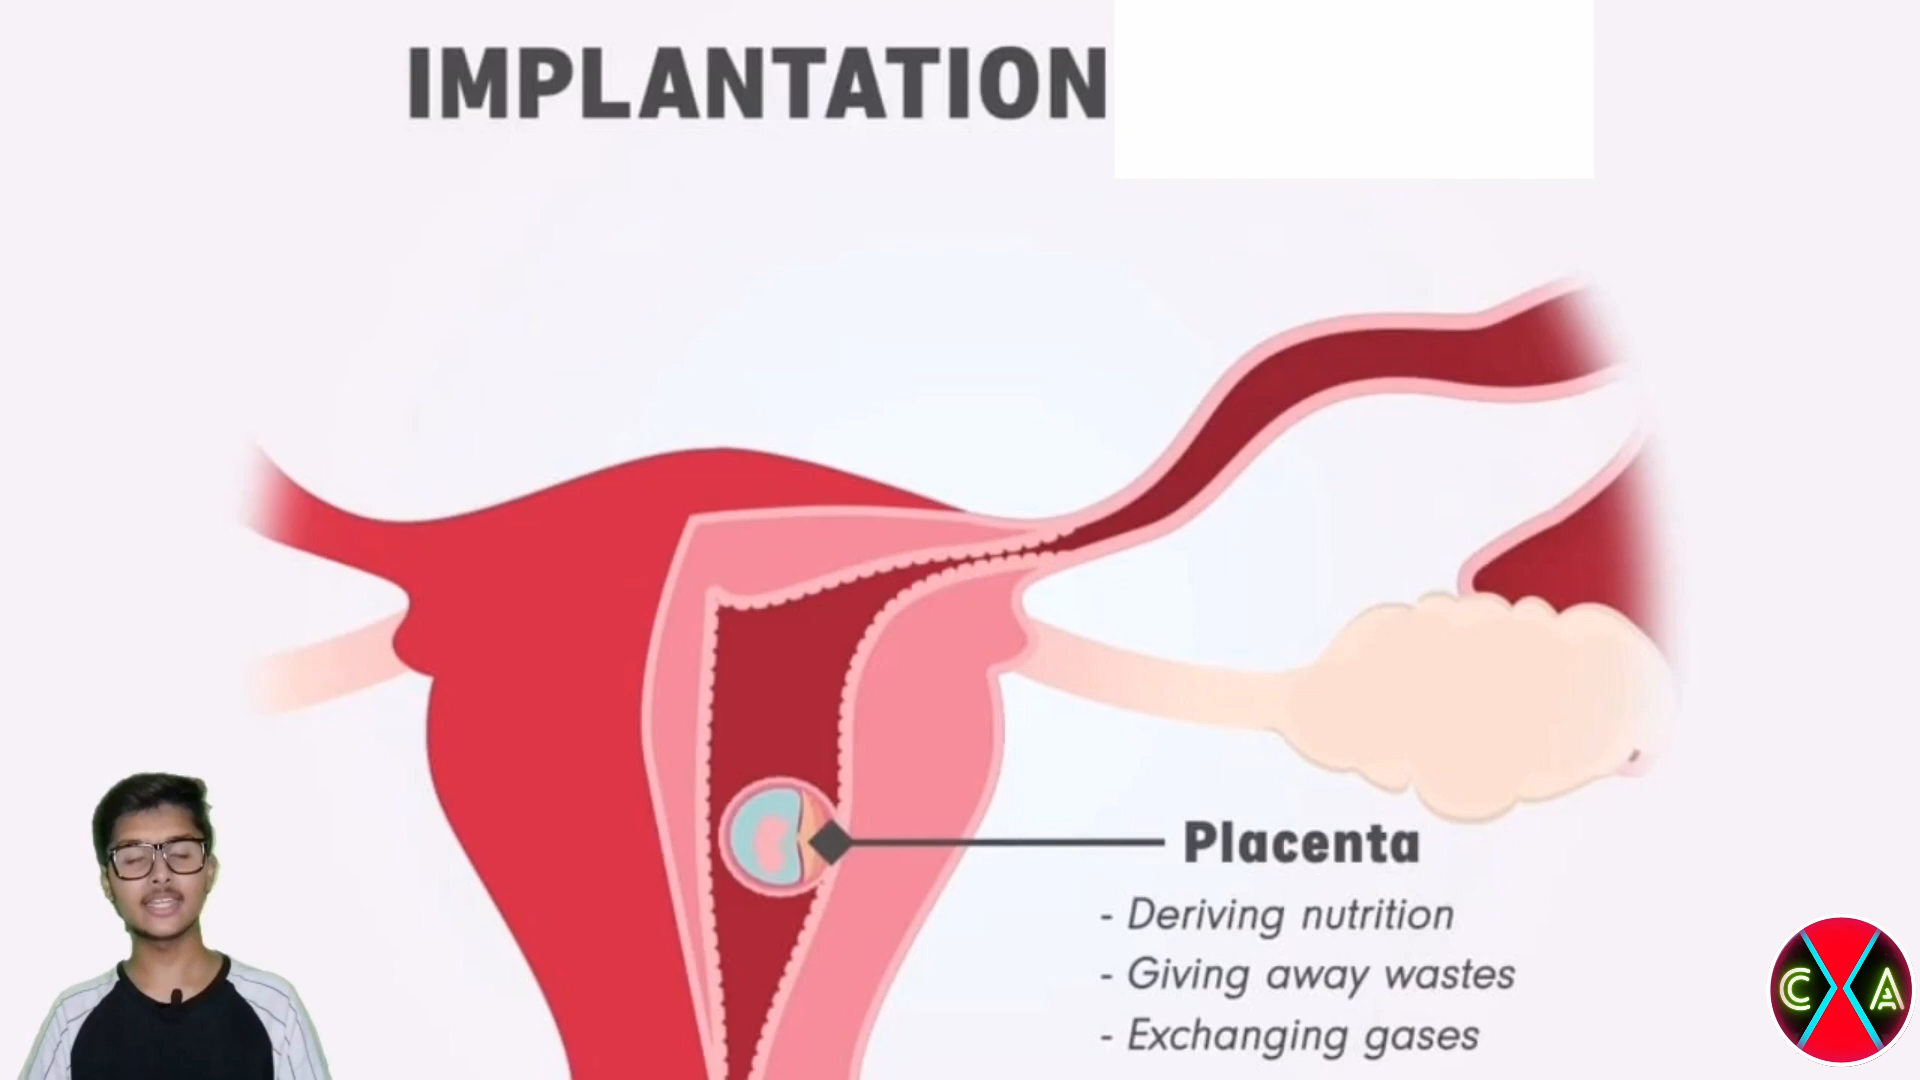 IMPLANTATION
Placenta
- Deriving nutrition
- Giving away wastes
- Exchanging gases
C X A